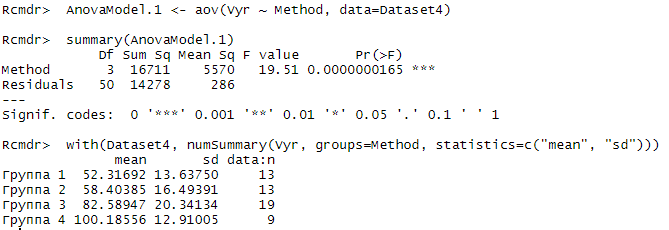 Rcmdr>  AnovaModel.1 <- aov(Vyr ~ Method, data=Dataset4)
Rcmdr>  summary(AnovaModel.1)
            Df Sum Sq Mean Sq F value       Pr(>F)
Method       3  16711    5570   19.51 0.0000000165 ***
Residuals   50  14278     286
---
Signif. codes:  0 '***' 0.001 '**' 0.01 '*' 0.05 '.' 0.1 ' ' 1
Rcmdr>  with(Dataset4, numSummary(Vyr, groups=Method, statistics=c("mean", "sd")))
               mean       sd data:n
Группа 1  52.31692 13.63750     13
Группа 2  58.40385 16.49391     13
Группа 3  82.58947 20.34134     19
Группа 4 100.18556 12.91005      9